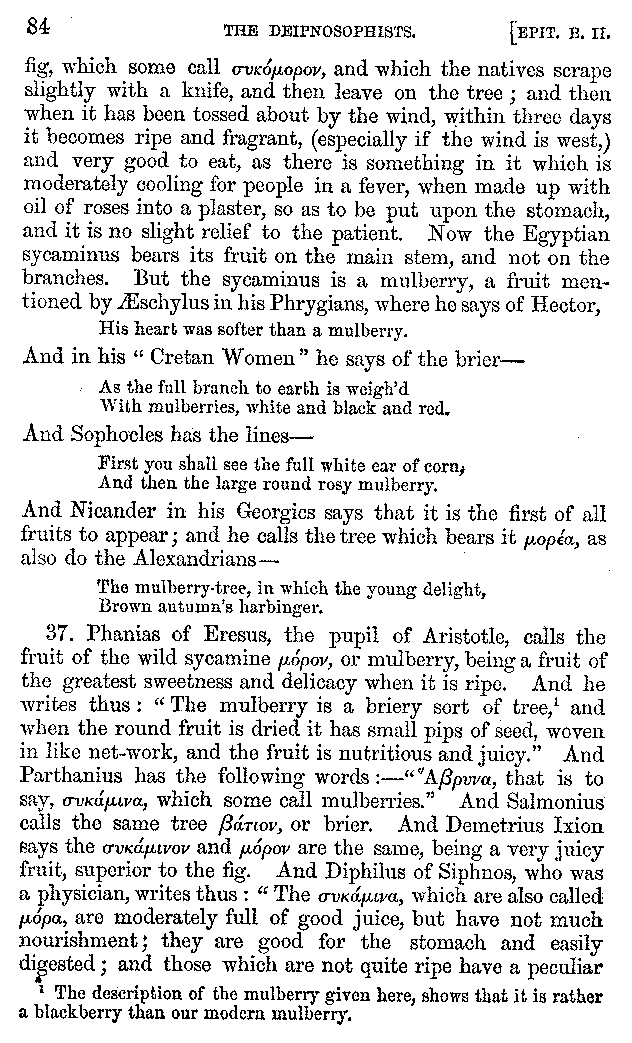 84 THE DEIPNOSOPHISTS. [EPIT. B. II.
fig, which some call συκόμορον, and which the natives scrape
slightly with a knife, and then leave on the tree ; and then
when it has been tossed about by the wind, within three days
it becomes ripe and fragrant, (especially if the wind is west,)
and very good to eat, as there is something in it which is
moderately cooling for people in a fever, when made up with
oil of roses into a plaster, so as to be put upon the stomach,
and it is no slight relief to the patient. Now the Egyptian
sycaminus bears its fruit on the main stem, and not on the
branches. But the sycaminus is a mulberry, a fruit men-
tioned by Æschylus in his Phrygians, where he says of Hector,
His heart was softer than a mulberry.
And in his “ Cretan Women ” he says of the brier—
As the full branch to earth is weigh'd
With mulberries, white and black and red.
And Sophocles has the lines—
First you shall see the full white ear of corn,
And then the large round rosy mulberry.
And Nicander in his Georgics says that it is the first of all
fruits to appear ; and he calls the tree which bears it μορέα, as
also do the Alexandrians—
The mulberry-tree, in which the young delight,
Brown autumn's harbinger.
37. Phanias of Eresus, the pupil of Aristotle, calls the
fruit of the wild sycamine μόρον, or mulberry, being a fruit of
the greatest sweetness and delicacy when it is ripe. And he
writes thus : “ The mulberry is a briery sort of tree,¹ and
when the round fruit is dried it has small pips of seed, woven
in like net-work, and the fruit is nutritious and juicy.” And
Parthanius has the following words :—“ Ἄβρυνα, that is to
say, συκάμινα, which some call mulberries.” And Salmonius
calls the same tree βάτιον, or brier. And Demetrius Ixion
says the συκάμινον and μόρον are the same, being a very juicy
fruit, superior to the fig. And Diphilus of Siphnos, who was
a physician, writes thus : “ The συκάμινα, which are also called
μόρα, are moderately full of good juice, but have not much
nourishment ; they are good for the stomach and easily
digested ; and those which are not quite ripe have a peculiar
¹ The description of the mulberry given here, shows that it is rather
a blackberry than our modern mulberry.